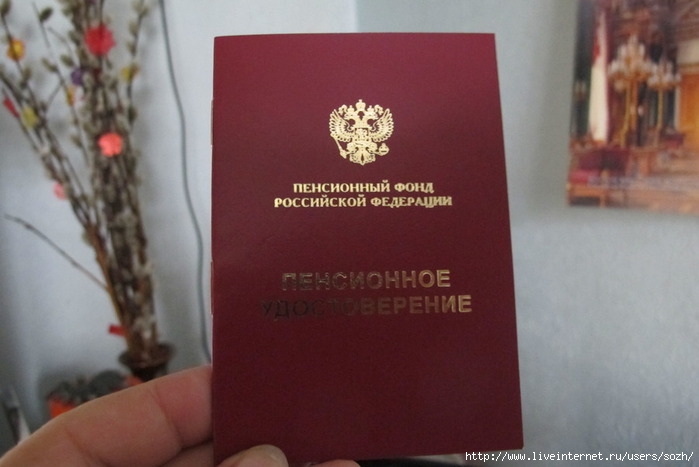 ПЕНСИОННЫЙ ФОНД
РОССИЙСКОЙ ФЕДЕРАЦИИ
ПЕНСИОННОЕ
УДОСТОВЕРЕНИЕ
http://www.liveinternet.ru/users/sozh/